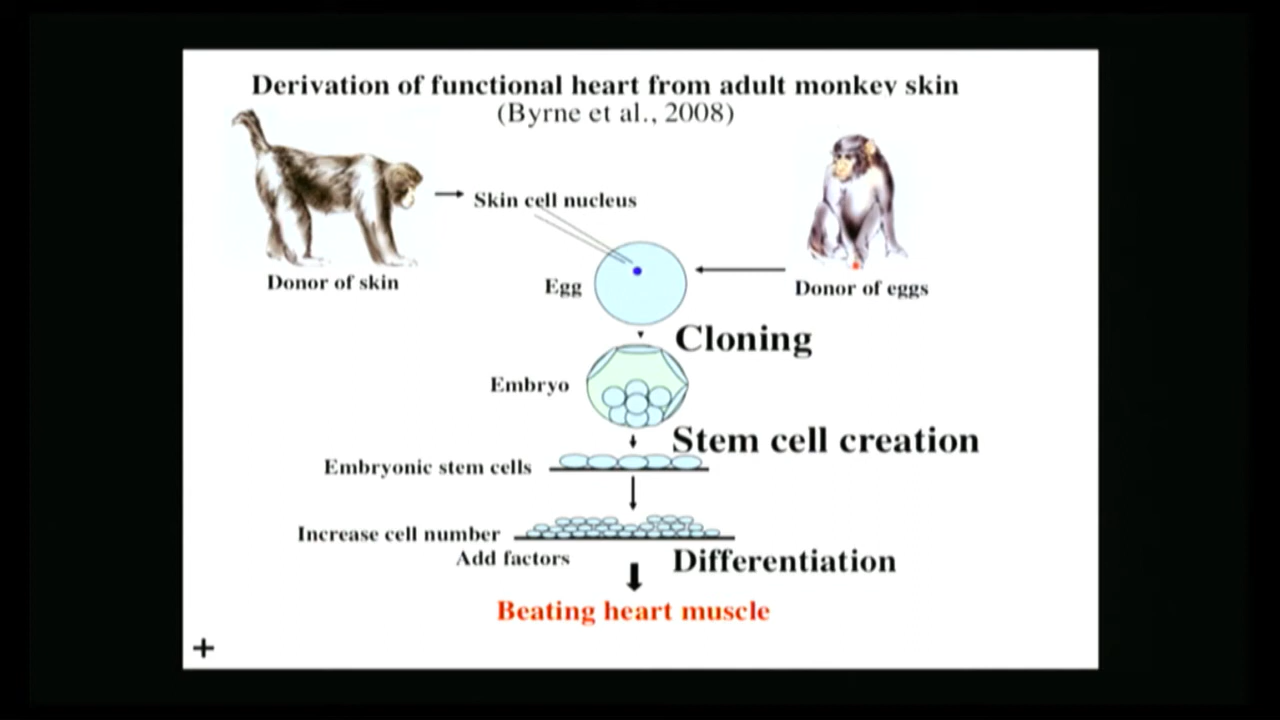 Derivation of functional heart from adult monkey skin
(Byrne et al., 2008)
Skin cell nucleus
Donor of skin
Egg
Donor of eggs
Cloning
Embryo
Stem cell creation
Embryonic stem cells
Increase cell number
Add factors
Differentiation
Beating heart muscle
+